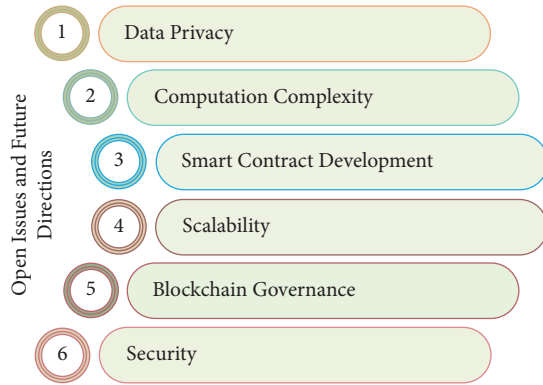 Open Issues and Future
Directions
1
Data Privacy
2
Computation Complexity
3
Smart Contract Development
4
Scalability
5
Blockchain Governance
6
Security